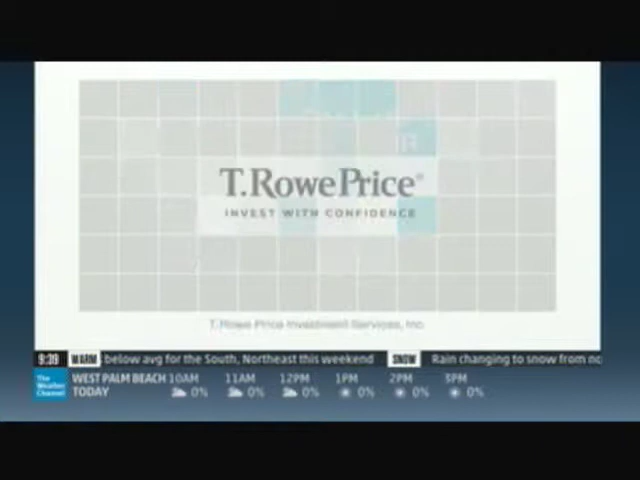 T.RowePrice®
INVEST WITH CONFIDENCE
T. Rowe Price Investment Services, Inc.
9:39 WARM below avg for the South, Northeast this weekend SNOW Rain changing to snow from no
The Weather Channel
WEST PALM BEACH 10AM 11AM 12PM 1PM 2PM 3PM
TODAY 0% 0% 0% 0% 0% 0%